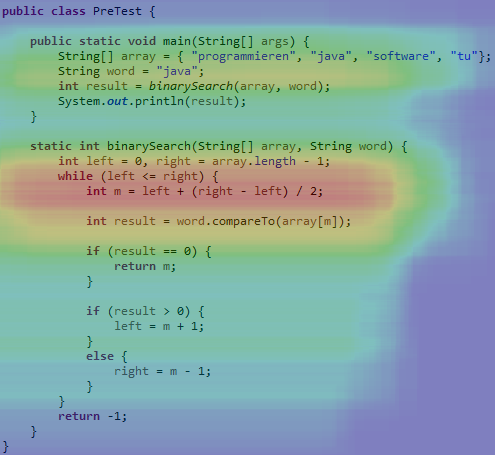 public class PreTest {
public static void main(String[] args) {
String[] array = { "programmieren", "java", "software", "tu"};
String word = "java";
int result = binarySearch(array, word);
System.out.println(result);
}
static int binarySearch(String[] array, String word) {
int left = 0, right = array.length - 1;
while (left <= right) {
int m = left + (right - left) / 2;
int result = word.compareTo(array[m]);
if (result == 0) {
return m;
}
if (result > 0) {
left = m + 1;
}
else {
right = m - 1;
}
}
return -1;
}
}